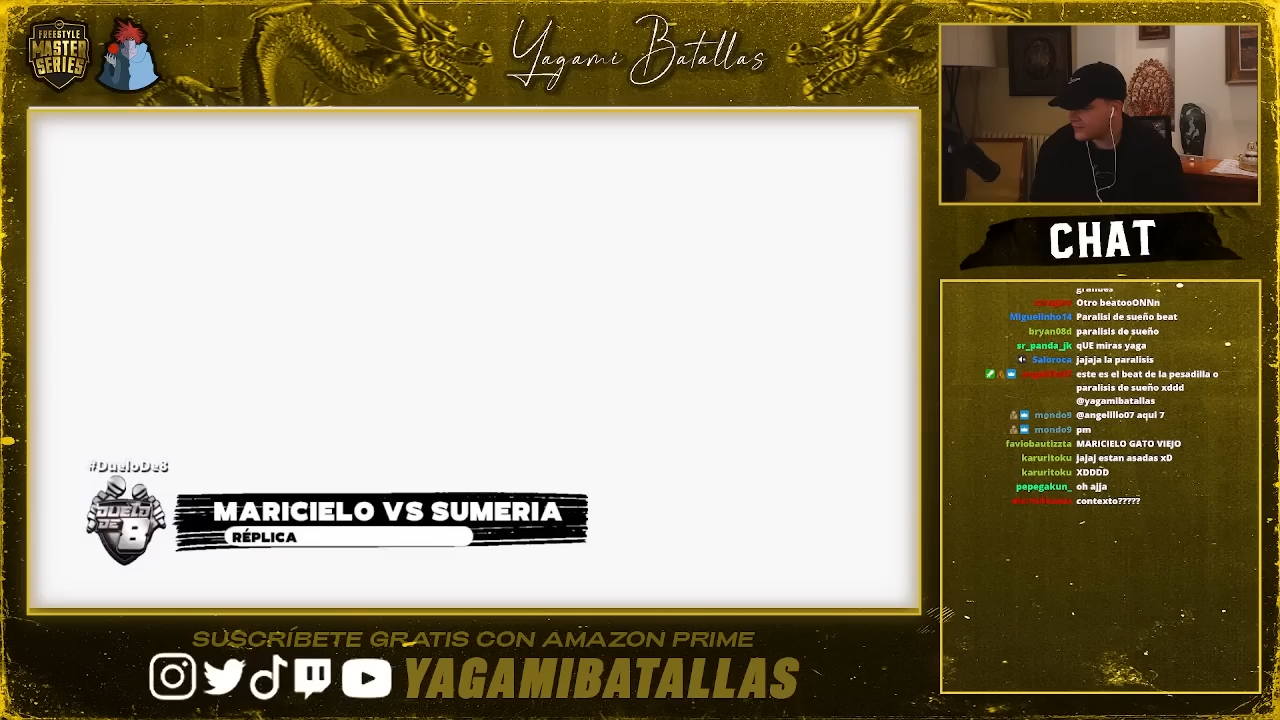 FREESTYLE
MASTER
SERIES
Yagami Batallas
CHAT
grandes
Otro beatooONNn
Miguelinho14 Paralisi de sueño beat
bryan08d paralisis de sueño
sr_panda_jk qUE miras yaga
Saloroca jajaja la paralisis
este es el beat de la pesadilla o
paralisis de sueño xddd
@yagamibatallas
mondo9 @angelillo07 aqui 7
mondo9 pm
faviobautizzta MARICIELO GATO VIEJO
karuritoku jajaj estan asadas xD
karuritoku XDDDD
pepegakun_ oh ajja
contexto?????
#DueloDe8
DUELO
DE 8
MARICIELO VS SUMERIA
RÉPLICA
SUSCRÍBETE GRATIS CON AMAZON PRIME
YAGAMIBATALLAS